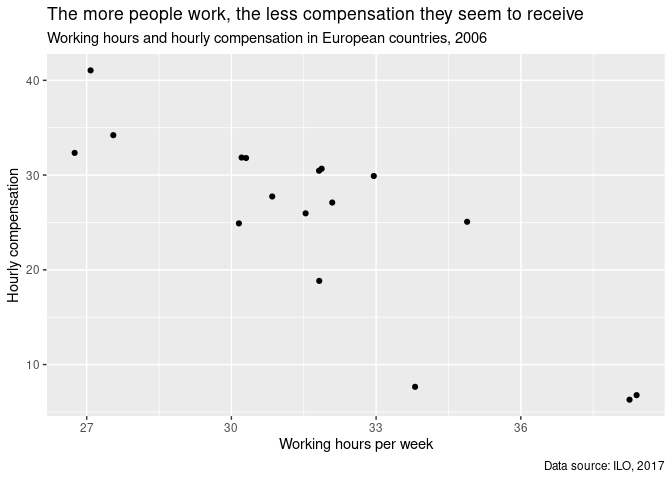 The more people work, the less compensation they seem to receive
Working hours and hourly compensation in European countries, 2006
40
30
20
10
Hourly compensation
27 30 33 36
Working hours per week
Data source: ILO, 2017